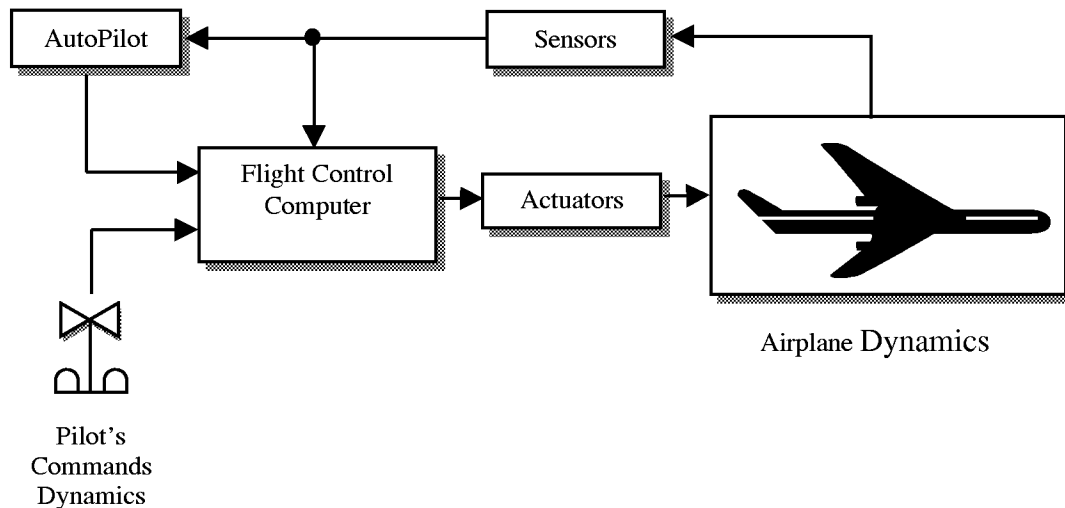 AutoPilot
Sensors
Flight Control
Computer
Actuators
Airplane Dynamics
Pilot's
Commands
Dynamics